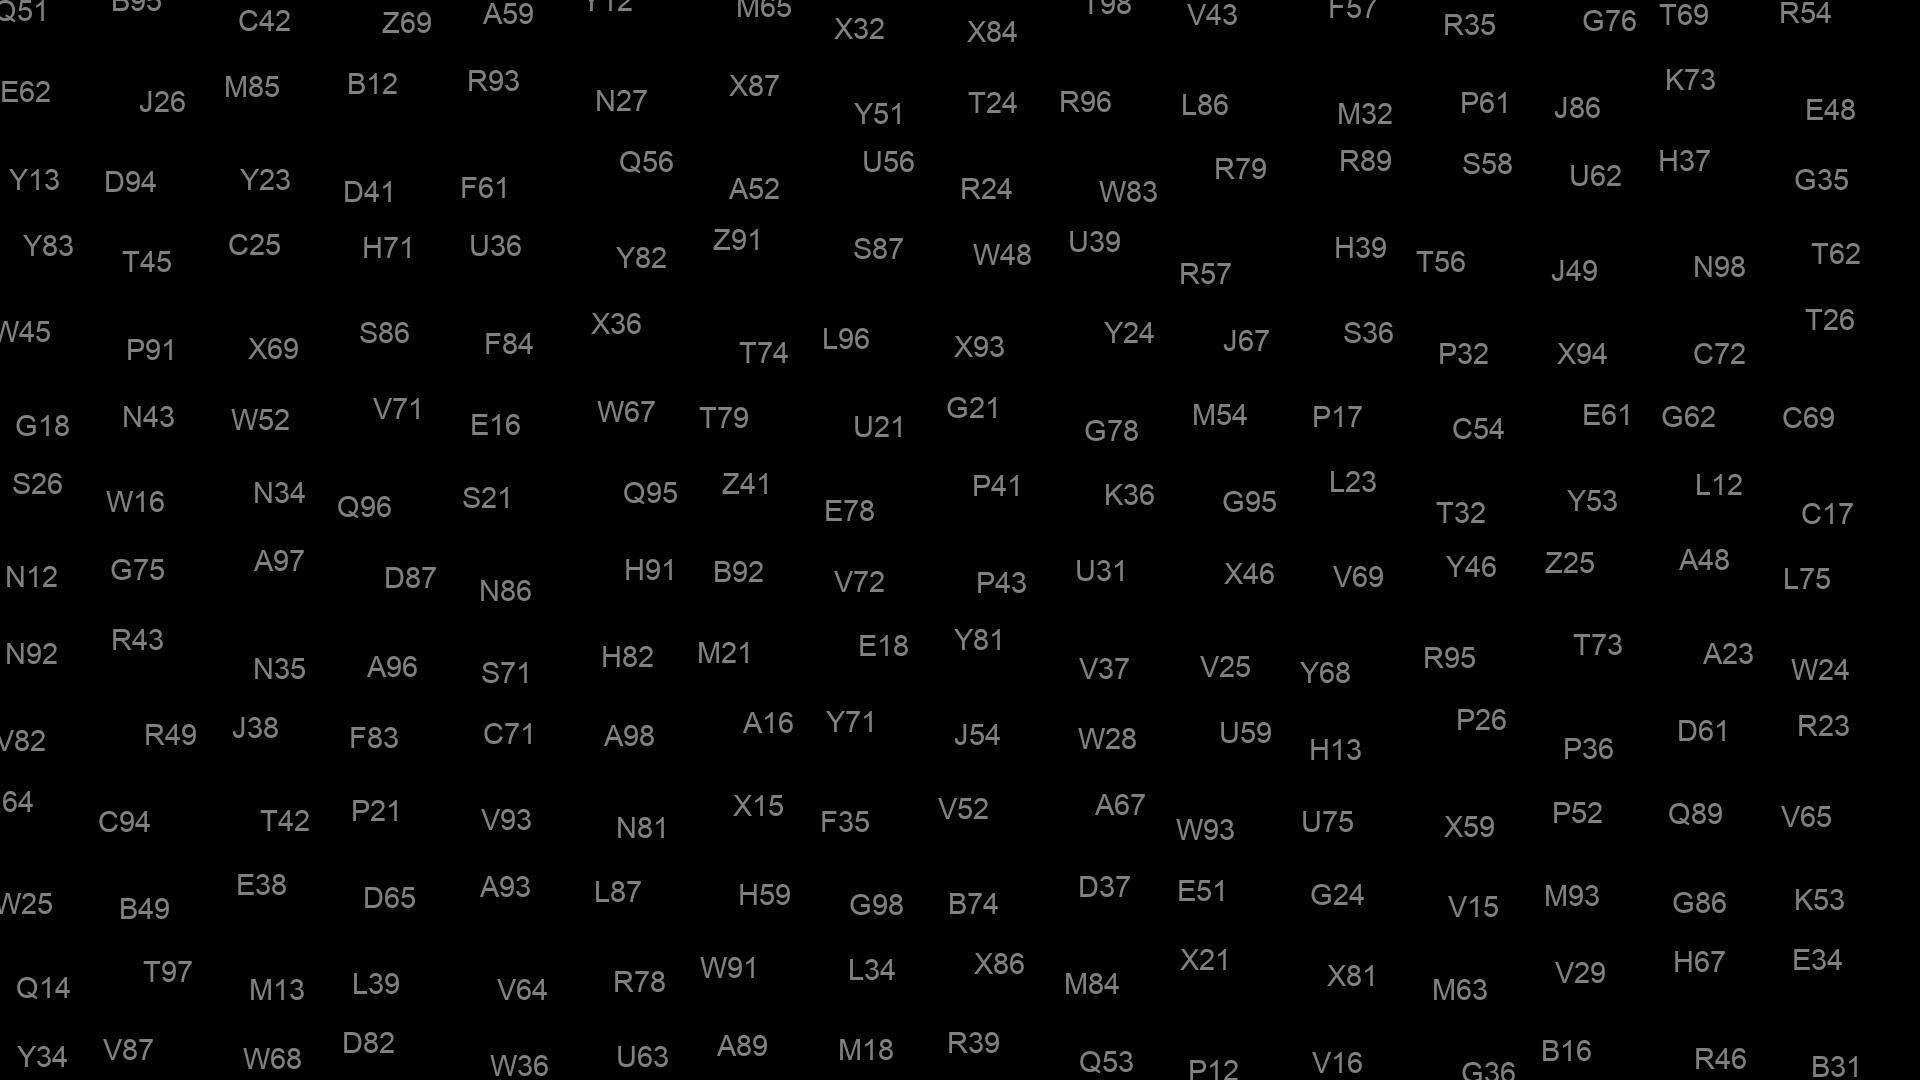 Q51 B95 C42 Z69 A59 Y12 M65 X32 X84 T98 V43 F57 R35 G76 T69 R54
E62 J26 M85 B12 R93 N27 X87 Y51 T24 R96 L86 M32 P61 J86 K73 E48
Y13 D94 Y23 D41 F61 Q56 A52 U56 R24 W83 R79 R89 S58 U62 H37 G35
Y83 T45 C25 H71 U36 Y82 Z91 S87 W48 U39 R57 H39 T56 J49 N98 T62
W45 P91 X69 S86 F84 X36 T74 L96 X93 Y24 J67 S36 P32 X94 C72 T26
G18 N43 W52 V71 E16 W67 T79 U21 G21 G78 M54 P17 C54 E61 G62 C69
S26 W16 N34 Q96 S21 Q95 Z41 E78 P41 K36 G95 L23 T32 Y53 L12 C17
N12 G75 A97 D87 N86 H91 B92 V72 P43 U31 X46 V69 Y46 Z25 A48 L75
N92 R43 N35 A96 S71 H82 M21 E18 Y81 V37 V25 Y68 R95 T73 A23 W24
V82 R49 J38 F83 C71 A98 A16 Y71 J54 W28 U59 H13 P26 P36 D61 R23
64 C94 T42 P21 V93 N81 X15 F35 V52 A67 W93 U75 X59 P52 Q89 V65
W25 B49 E38 D65 A93 L87 H59 G98 B74 D37 E51 G24 V15 M93 G86 K53
Q14 T97 M13 L39 V64 R78 W91 L34 X86 M84 X21 X81 M63 V29 H67 E34
Y34 V87 W68 D82 W36 U63 A89 M18 R39 Q53 P12 V16 G36 B16 R46 B31